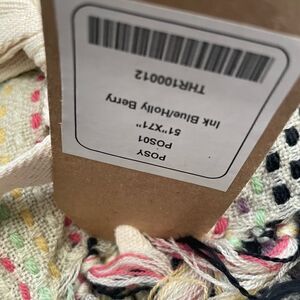 POSY
POS01
51"X71"
Ink Blue/Holly Berry
THR100012